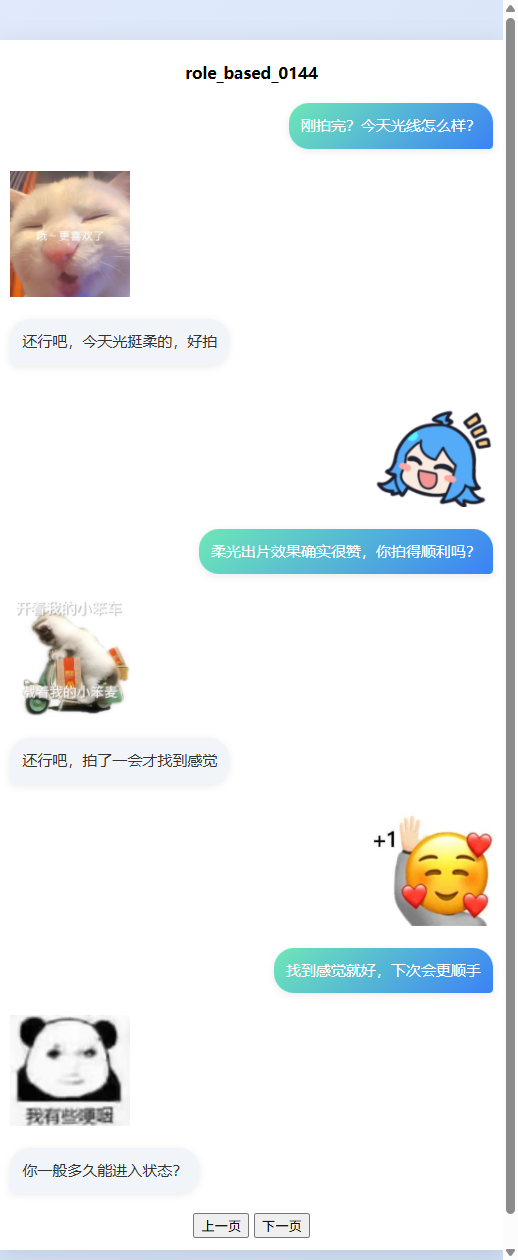 role_based_0144
刚拍完？今天光线怎么样？
哦~更喜欢了
还行吧，今天光挺柔的，好拍
柔光出片效果确实很赞，你拍得顺利吗？
开着我的小笨车
载着我的小笨麦
还行吧，拍了一会才找到感觉
+1
找到感觉就好，下次会更顺手
我有些哽咽
你一般多久能进入状态？
上一页 下一页